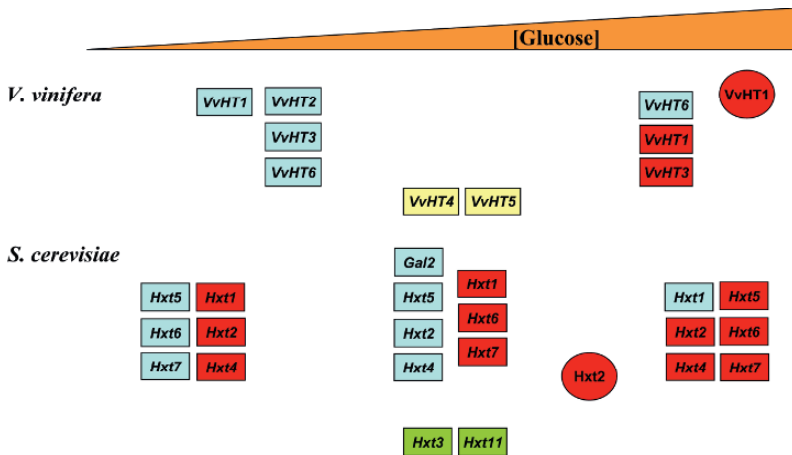 [Glucose]
V. vinifera
VvHT1 VvHT2 VvHT6 VvHT1
VvHT3 VvHT1
VvHT6 VvHT3
VvHT4 VvHT5
S. cerevisiae
Gal2
Hxt5 Hxt1 Hxt5 Hxt1 Hxt1 Hxt5
Hxt6 Hxt2 Hxt2 Hxt6 Hxt2 Hxt6
Hxt7 Hxt4 Hxt4 Hxt7 Hxt4 Hxt7
Hxt2
Hxt3 Hxt11